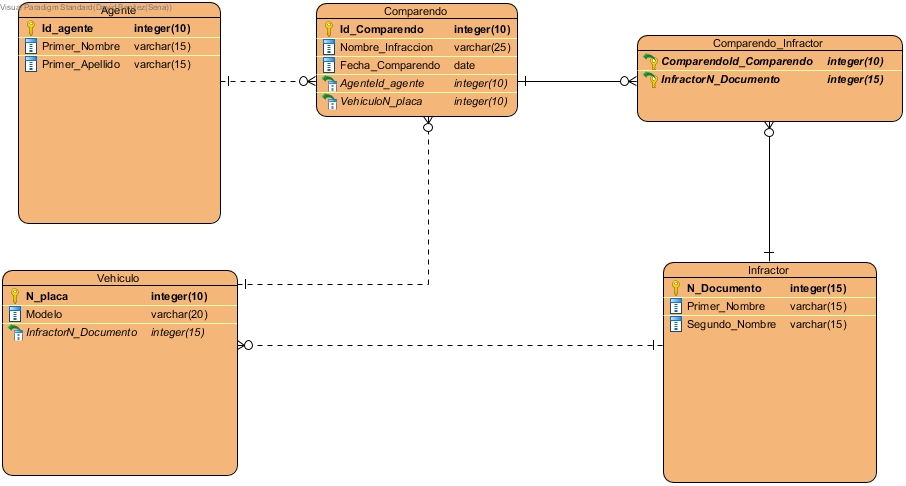 Visual Paradigm Standard(David Benitez(Sena))
Agente
Id_agente integer(10)
Primer_Nombre varchar(15)
Primer_Apellido varchar(15)
Comparendo
Id_Comparendo integer(10)
Nombre_Infraccion varchar(25)
Fecha_Comparendo date
AgenteId_agente integer(10)
VehiculoN_placa integer(10)
Comparendo_Infractor
ComparendoId_Comparendo integer(10)
InfractorN_Documento integer(15)
Vehiculo
N_placa integer(10)
Modelo varchar(20)
InfractorN_Documento integer(15)
Infractor
N_Documento integer(15)
Primer_Nombre varchar(15)
Segundo_Nombre varchar(15)